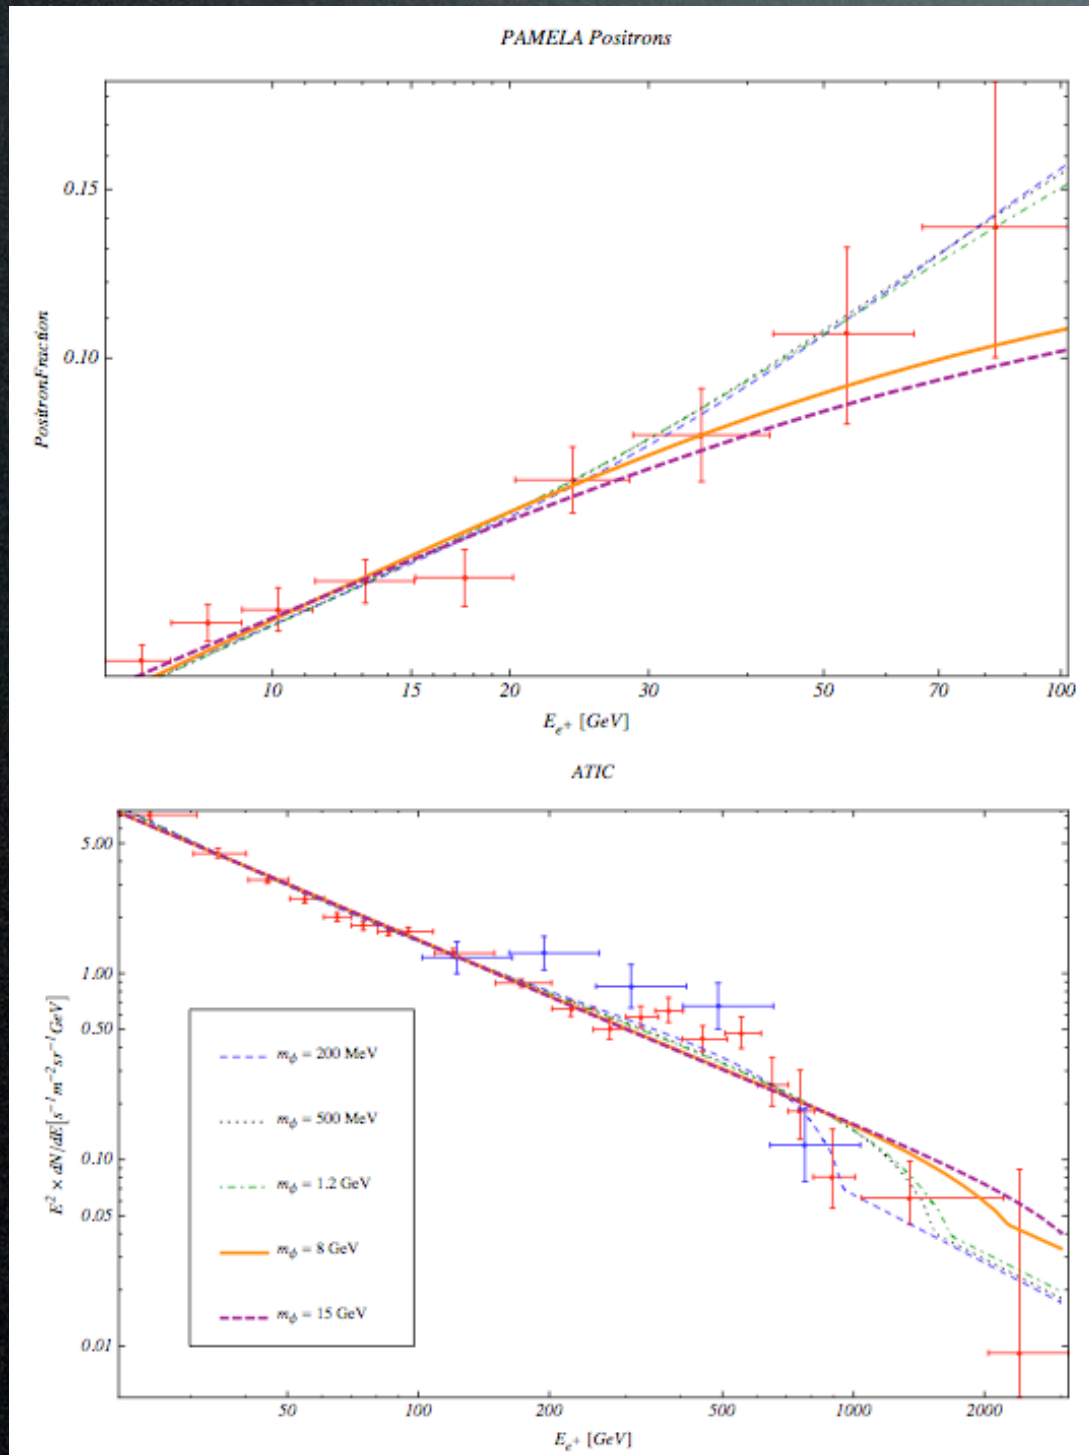 PAMELA Positrons
0.15
0.10
PositronFraction
10 15 20 30 50 70 100
E_e+ [GeV]
ATIC
5.00
1.00
0.50
0.10
0.05
0.01
E² × dN/dE[s⁻¹m⁻²sr⁻¹GeV]
m_ϕ = 200 MeV
m_ϕ = 500 MeV
m_ϕ = 1.2 GeV
m_ϕ = 8 GeV
m_ϕ = 15 GeV
50 100 200 500 1000 2000
E_e+ [GeV]